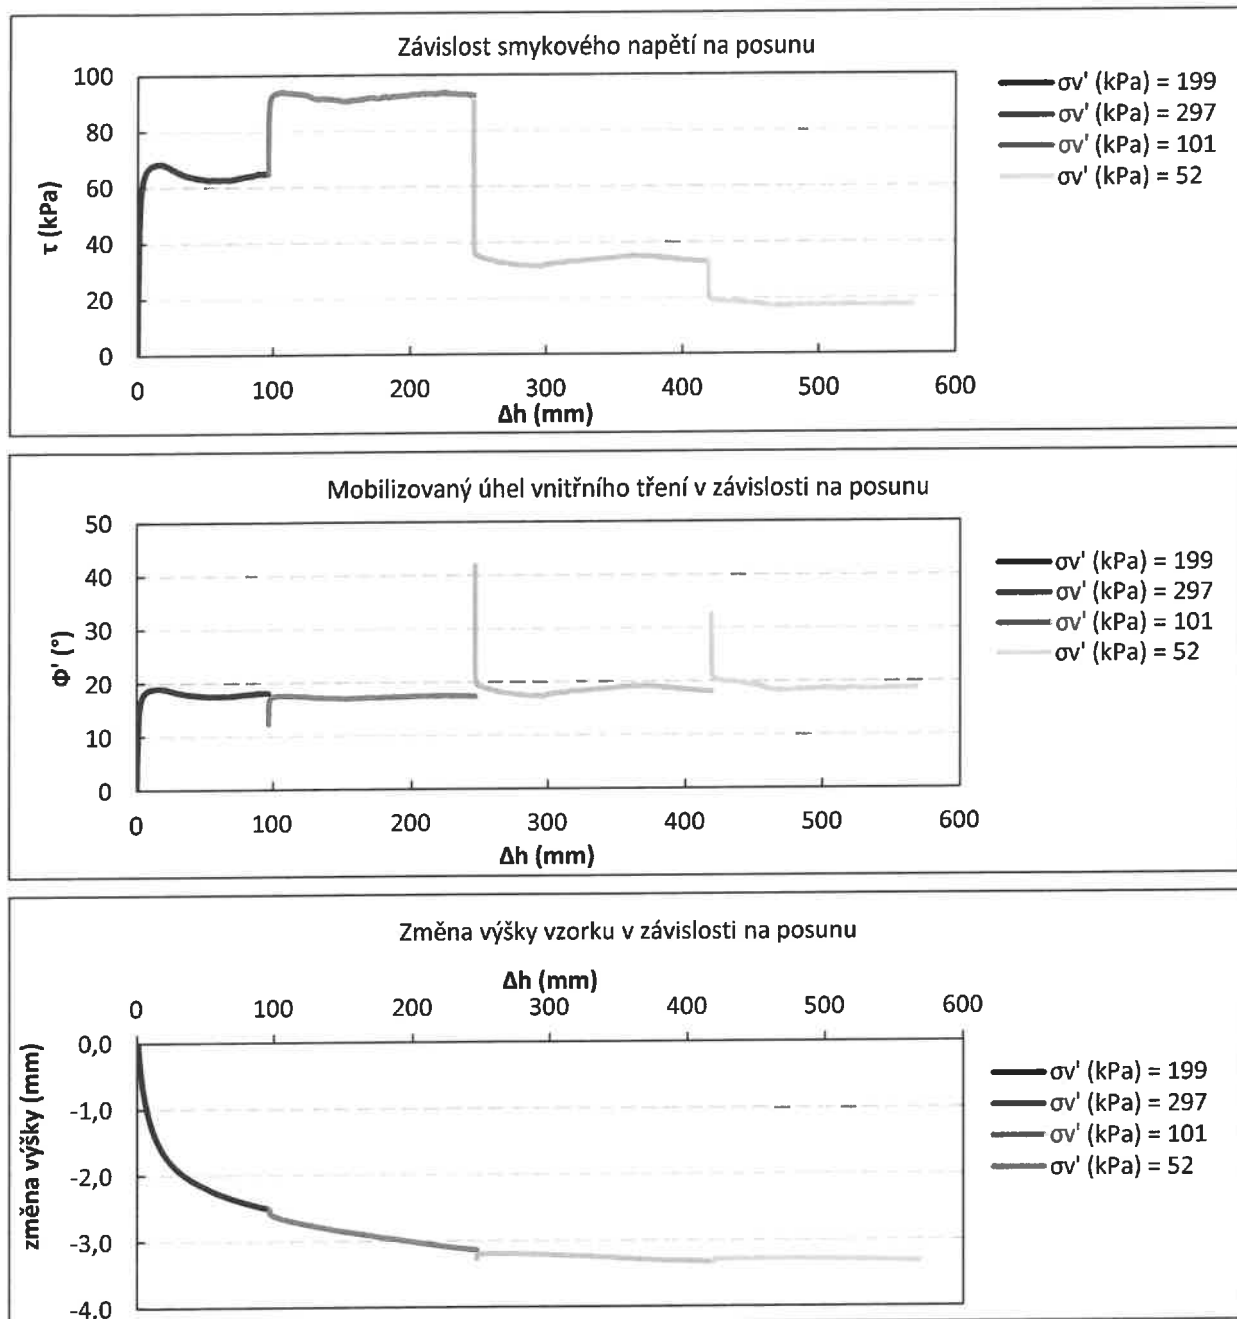 Závislost smykového napětí na posunu
100
80
60
40
20
0
τ (kPa)
0 100 200 300 400 500 600
Δh (mm)
σv' (kPa) = 199
σv' (kPa) = 297
σv' (kPa) = 101
σv' (kPa) = 52
Mobilizovaný úhel vnitřního tření v závislosti na posunu
50
40
30
20
10
0
Φ' (°)
0 100 200 300 400 500 600
Δh (mm)
σv' (kPa) = 199
σv' (kPa) = 297
σv' (kPa) = 101
σv' (kPa) = 52
Změna výšky vzorku v závislosti na posunu
Δh (mm)
0 100 200 300 400 500 600
0,0
-1,0
-2,0
-3,0
-4,0
změna výšky (mm)
σv' (kPa) = 199
σv' (kPa) = 297
σv' (kPa) = 101
σv' (kPa) = 52